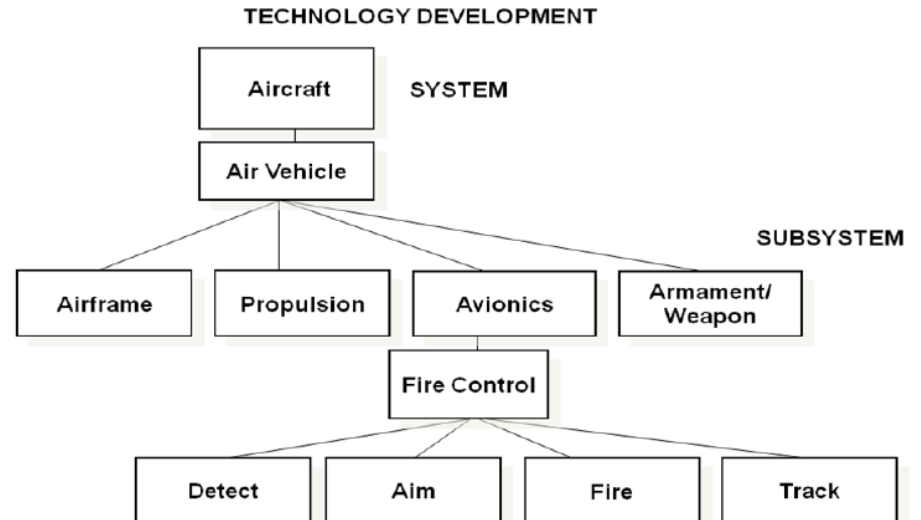 TECHNOLOGY DEVELOPMENT
Aircraft
SYSTEM
Air Vehicle
SUBSYSTEM
Airframe
Propulsion
Avionics
Armament/
Weapon
Fire Control
Detect
Aim
Fire
Track